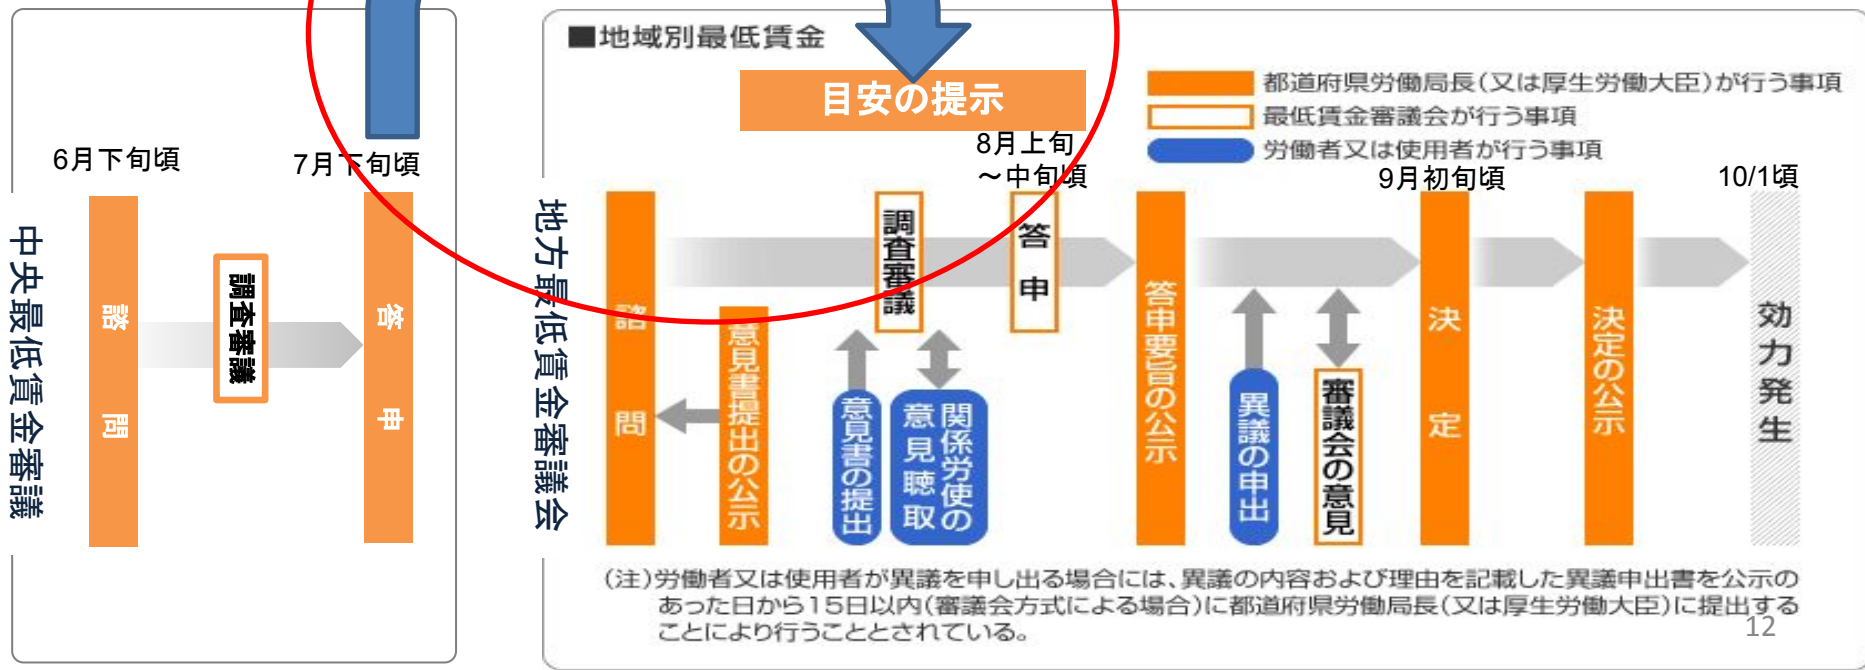 6月下旬頃
7月下旬頃
中央最低賃金審議
諮問
調査審議
答申
■地域別最低賃金
目安の提示
都道府県労働局長(又は厚生労働大臣)が行う事項
最低賃金審議会が行う事項
労働者又は使用者が行う事項
8月上旬
～中旬頃
9月初旬頃
10/1頃
地方最低賃金審議会
諮問
意見書提出の公示
調査審議
意見書の提出
関係労使の
意見聴取
答申
答申要旨の公示
異議の申出
審議会の意見
決定
決定の公示
効力発生
(注)労働者又は使用者が異議を申し出る場合には、異議の内容および理由を記載した異議申出書を公示の
あった日から15日以内(審議会方式による場合)に都道府県労働局長(又は厚生労働大臣)に提出する
ことにより行うこととされている。
12